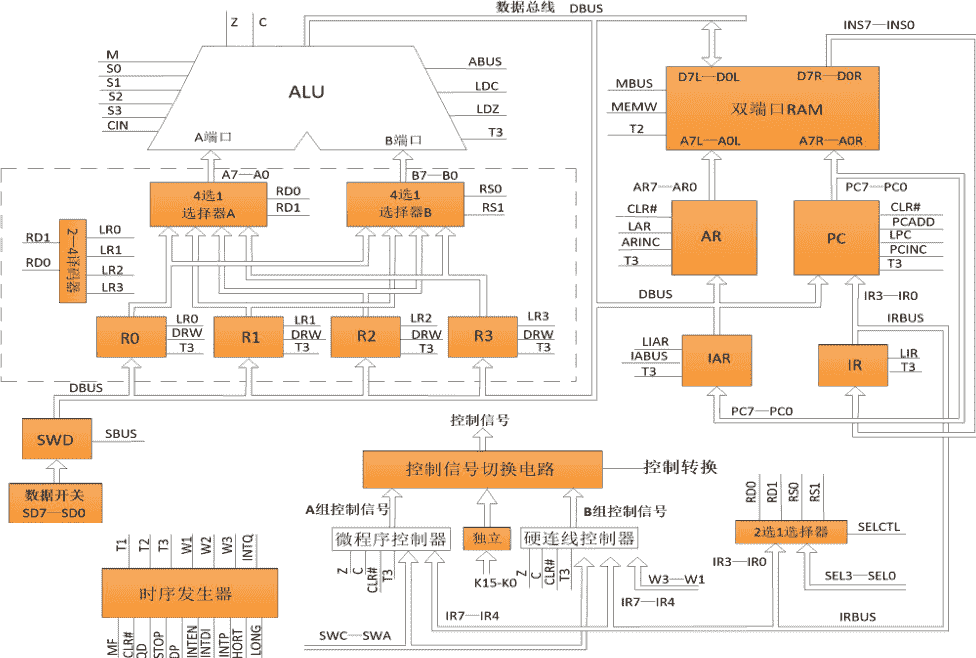 数据总线 DBUS
Z
C
INS7—INS0
M
S0
S1
S2
S3
CIN
ALU
A端口
B端口
ABUS
LDC
LDZ
T3
MBUS
MEMW
T2
D7L—D0L
D7R—D0R
双端口RAM
A7L—A0L
A7R—A0R
A7—A0
B7—B0
4选1
选择器A
RD0
RD1
4选1
选择器B
RS0
RS1
AR7—AR0
PC7—PC0
CLR#
LAR
ARINC
T3
AR
PC
CLR#
PCADD
LPC
PCINC
T3
RD1
RD0
2—4译码器
LR0
LR1
LR2
LR3
DBUS
IR3—IR0
IRBUS
R0
LR0
DRW
T3
R1
LR1
DRW
T3
R2
LR2
DRW
T3
R3
LR3
DRW
T3
LIAR
IABUS
T3
IAR
IR
LIR
T3
DBUS
PC7—PC0
SWD
SBUS
控制信号
控制信号切换电路
控制转换
数据开关
SD7—SD0
A组控制信号
B组控制信号
微程序控制器
独立
硬连线控制器
RD0
RD1
RS0
RS1
2选1选择器
SELCTL
Z
C
CLR#
T3
K15-K0
Z
C
CLR#
T3
W3—W1
IR3—IR0
SEL3—SEL0
T1
T2
T3
W1
W2
W3
INTQ
时序发生器
MF
CLR#
QD
STOP
DP
INTEN
INTDI
INTP
HORT
LONG
IR7—IR4
IR7—IR4
SWC—SWA
IRBUS